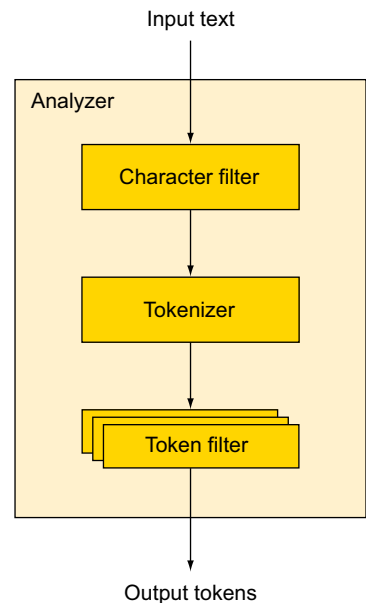 Input text
Analyzer
Character filter
Tokenizer
Token filter
Output tokens